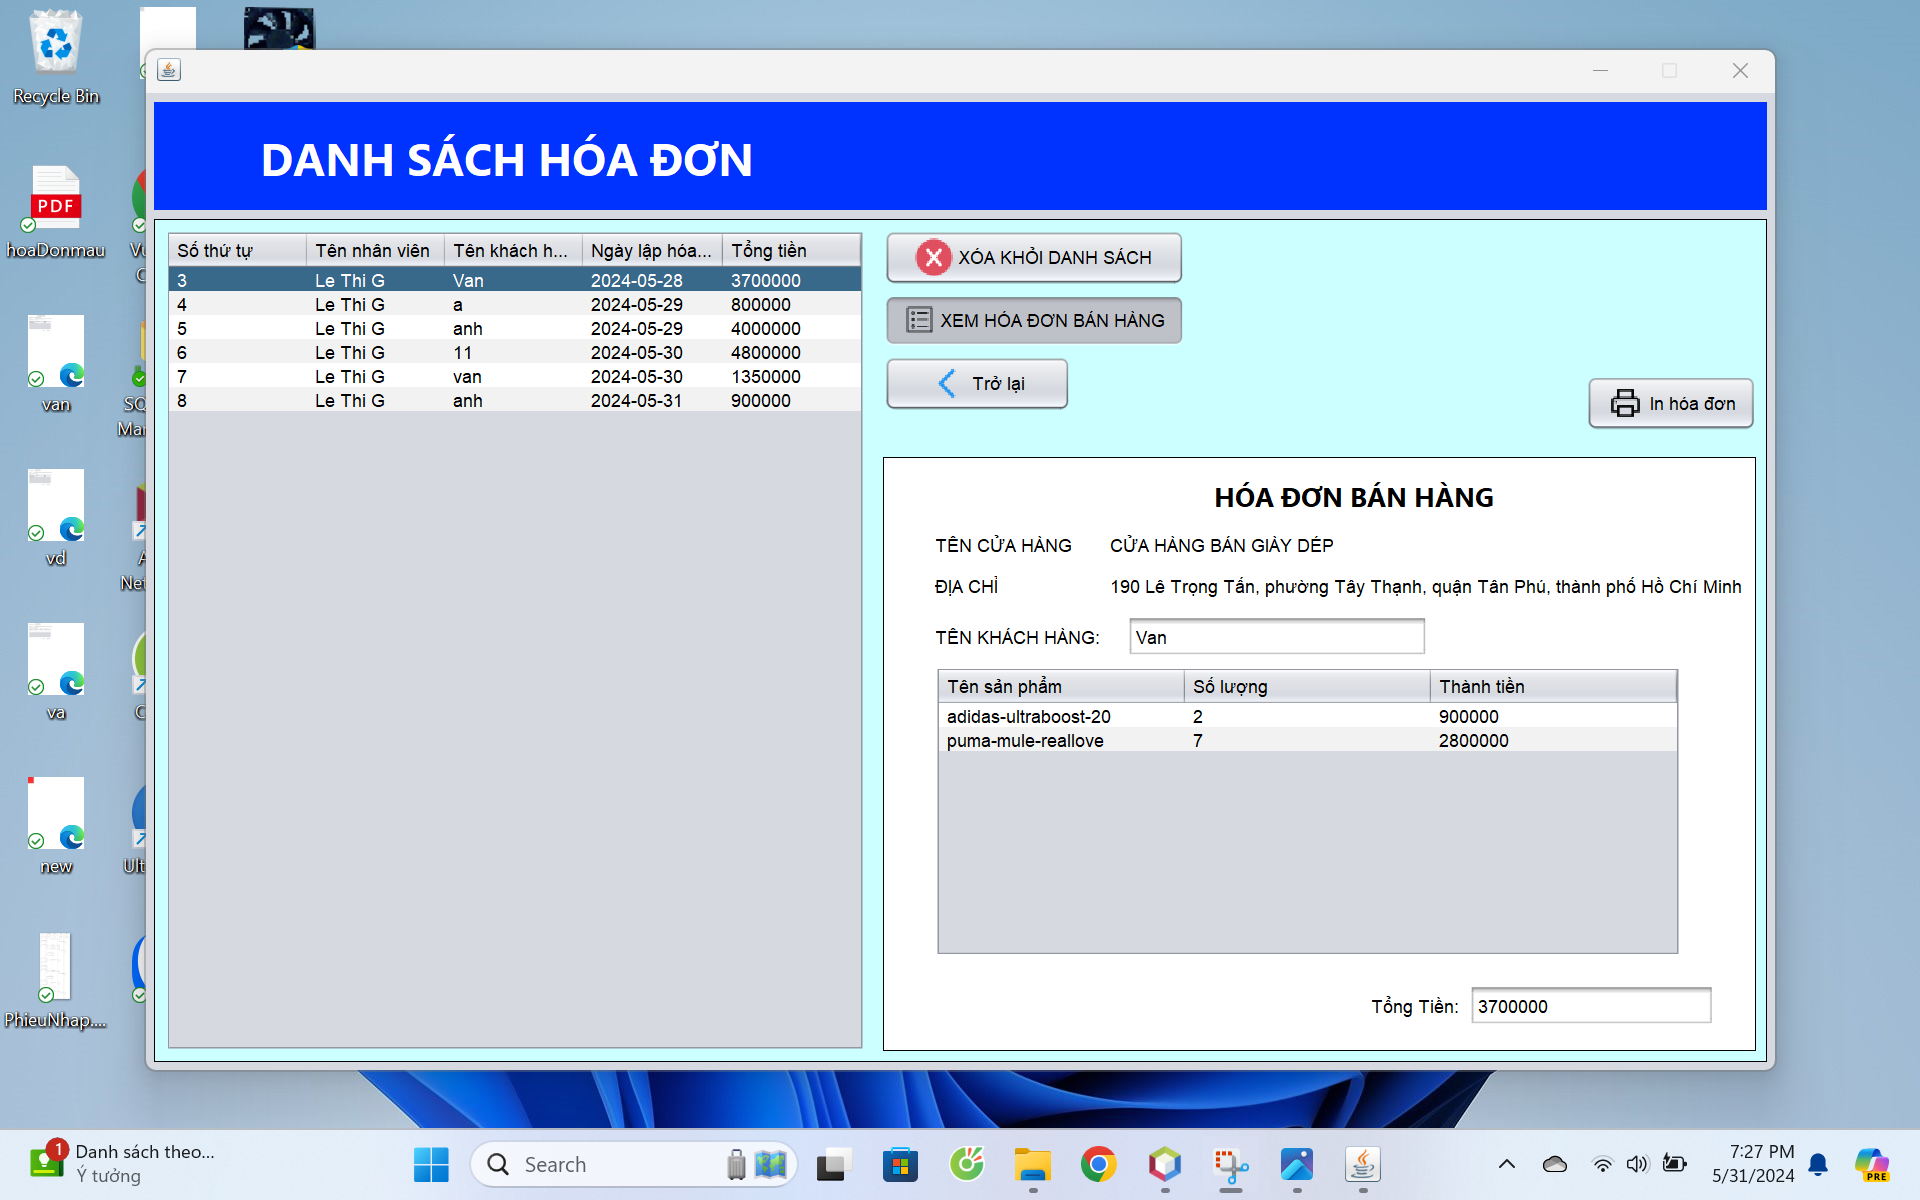 Recycle Bin
DANH SÁCH HÓA ĐƠN
PDF
hoaDonmau
Số thứ tự Tên nhân viên Tên khách h... Ngày lập hóa... Tổng tiền
3 Le Thi G Van 2024-05-28 3700000
4 Le Thi G a 2024-05-29 800000
5 Le Thi G anh 2024-05-29 4000000
6 Le Thi G 11 2024-05-30 4800000
7 Le Thi G van 2024-05-30 1350000
8 Le Thi G anh 2024-05-31 900000
XÓA KHỎI DANH SÁCH
XEM HÓA ĐƠN BÁN HÀNG
Trở lại
In hóa đơn
HÓA ĐƠN BÁN HÀNG
TÊN CỬA HÀNG CỬA HÀNG BÁN GIÀY DÉP
ĐỊA CHỈ 190 Lê Trọng Tấn, phường Tây Thạnh, quận Tân Phú, thành phố Hồ Chí Minh
TÊN KHÁCH HÀNG: Van
Tên sản phẩm Số lượng Thành tiền
adidas-ultraboost-20 2 900000
puma-mule-reallove 7 2800000
Tổng Tiền: 3700000
van
vd
va
new
PhieuNhap....
SQ
Mar
Net
Ult
1
Danh sách theo...
Ý tưởng
Search
7:27 PM
5/31/2024
PRE